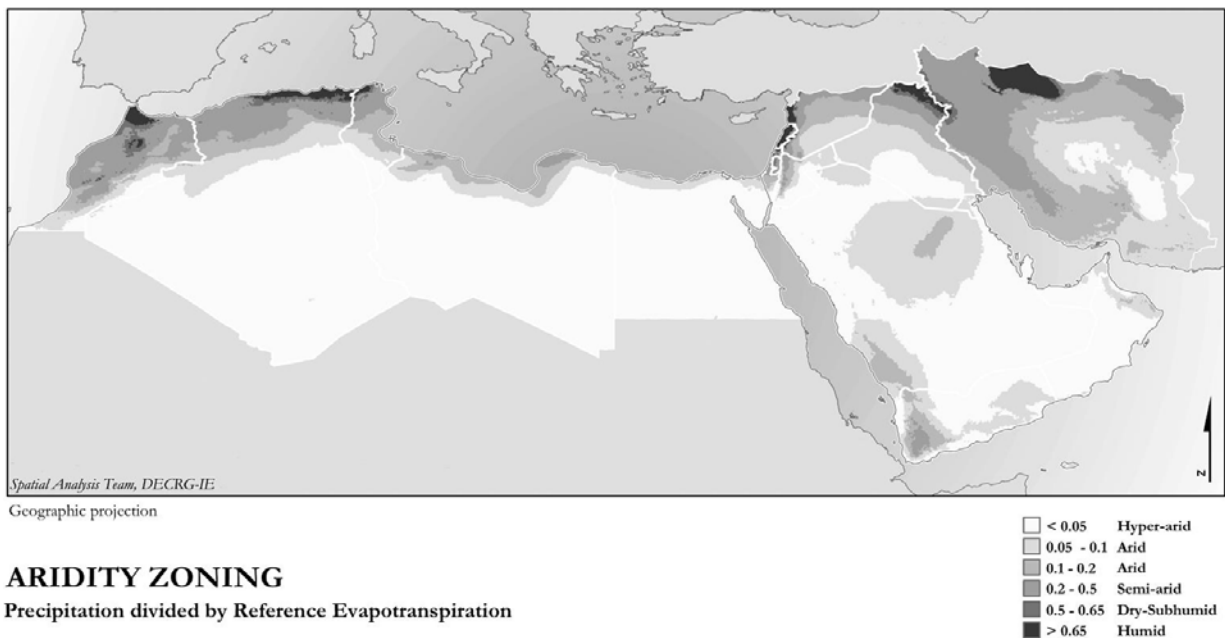 Spatial Analysis Team, DECRG-IE
N
Geographic projection
ARIDITY ZONING
Precipitation divided by Reference Evapotranspiration
< 0.05 Hyper-arid
0.05 - 0.1 Arid
0.1 - 0.2 Arid
0.2 - 0.5 Semi-arid
0.5 - 0.65 Dry-Subhumid
> 0.65 Humid